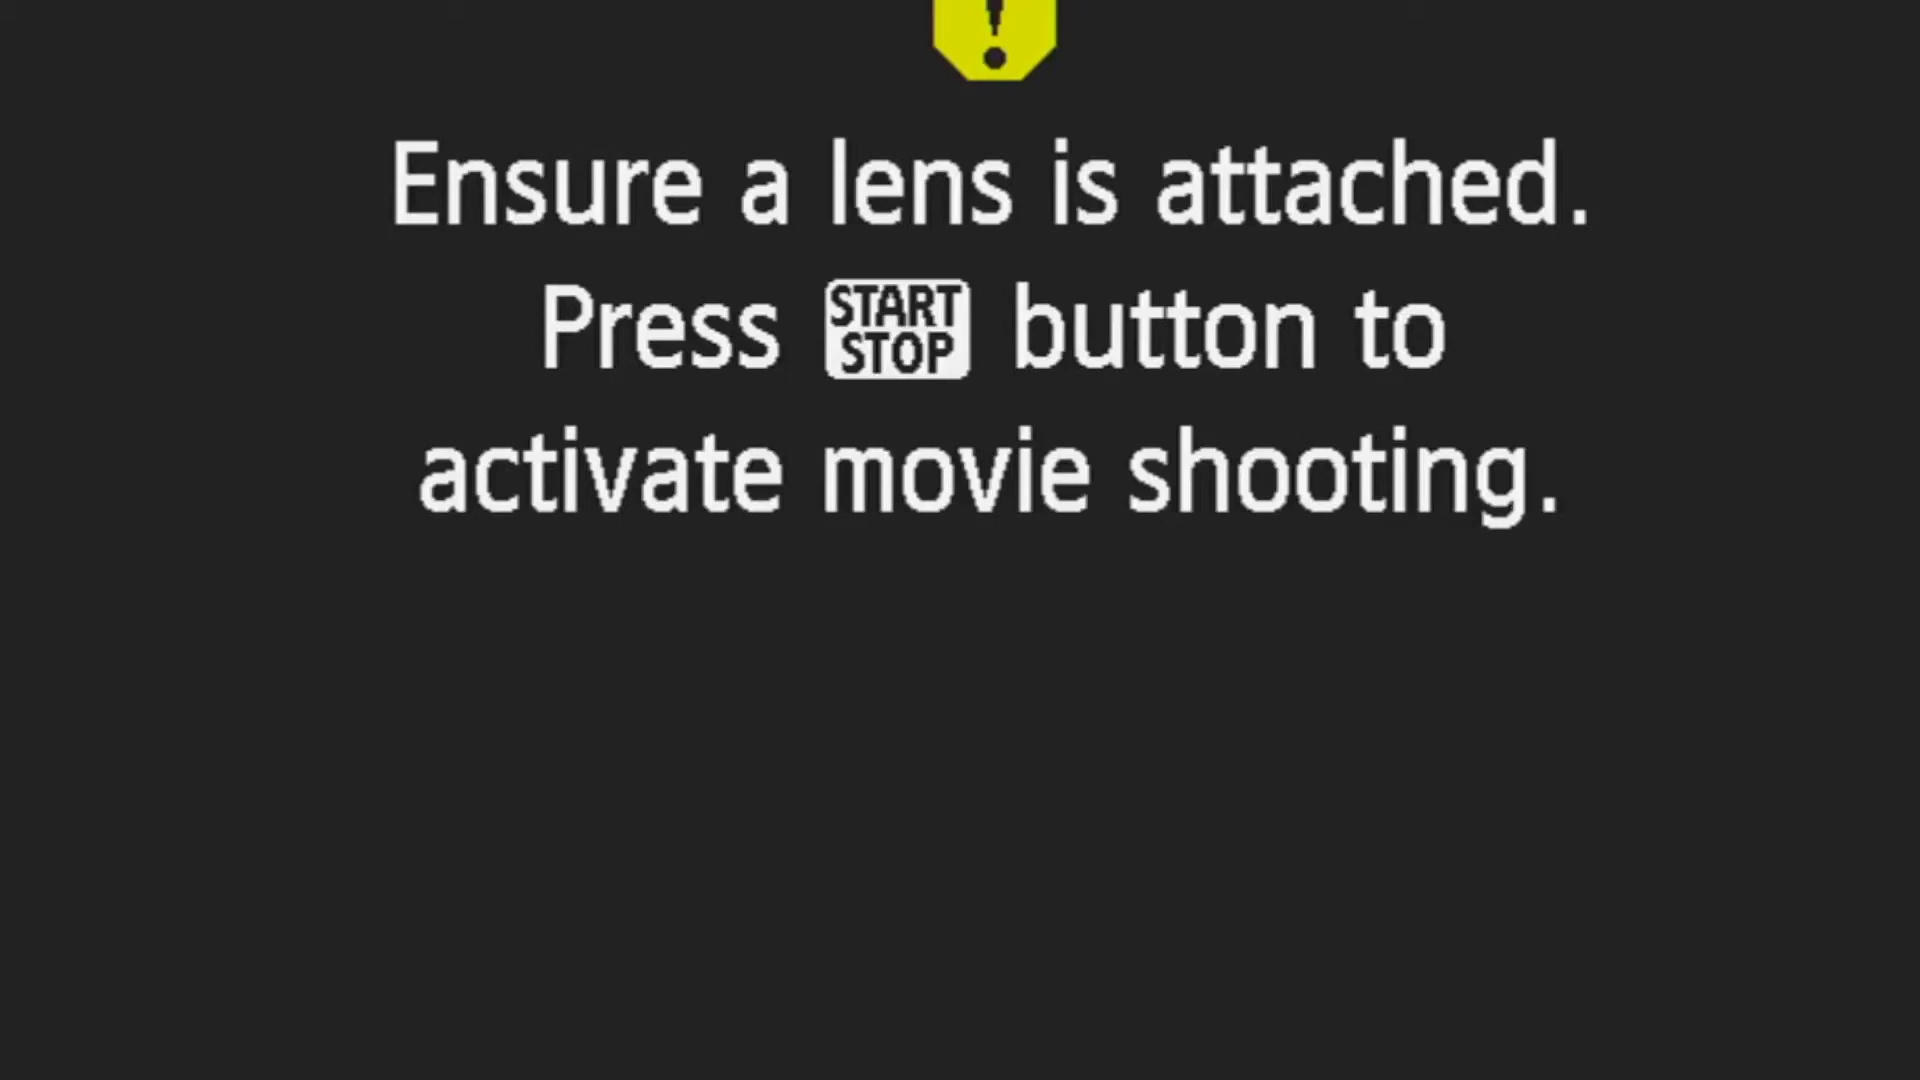 !
Ensure a lens is attached.
Press START STOP button to
activate movie shooting.